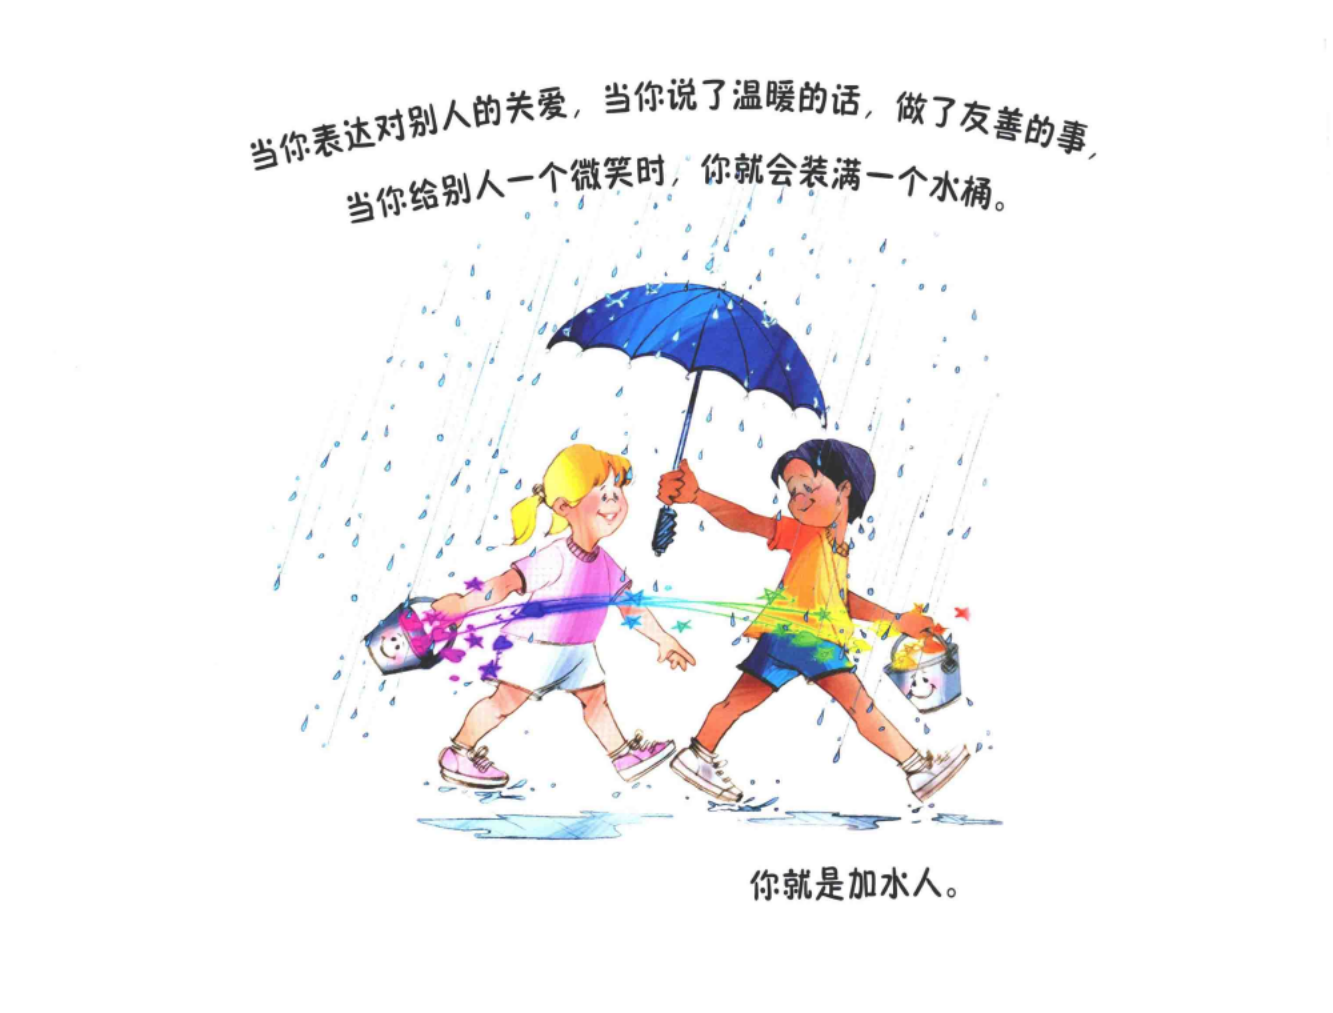 当你表达对别人的关爱，当你说了温暖的话，做了友善的事，
当你给别人一个微笑时，你就会装满一个水桶。
你就是加水人。